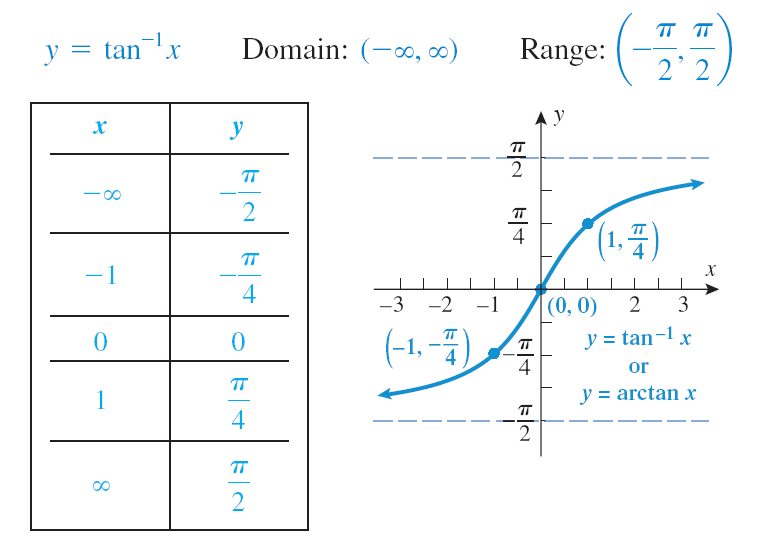 y = tan⁻¹x Domain: (−∞, ∞) Range: (−π/2, π/2)
x y
−∞ −π/2
−1 −π/4
0 0
1 π/4
∞ π/2
y
π/2
π/4
(1, π/4)
x
−3 −2 −1 (0, 0) 2 3
(−1, −π/4)
−π/4
y = tan⁻¹ x
or
y = arctan x
−π/2